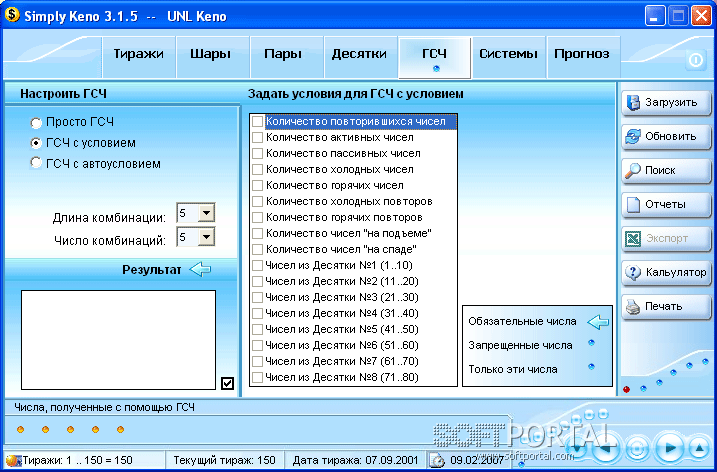 Simply Keno 3.1.5 -- UNL Keno
Тиражи
Шары
Пары
Десятки
ГСЧ
Системы
Прогноз
Настроить ГСЧ
Просто ГСЧ
ГСЧ с условием
ГСЧ с автоусловием
Длина комбинации: 5
Число комбинаций: 5
Результат
Задать условия для ГСЧ с условием
Количество повторившихся чисел
Количество активных чисел
Количество пассивных чисел
Количество холодных чисел
Количество горячих чисел
Количество холодных повторов
Количество горячих повторов
Количество чисел "на подъеме"
Количество чисел "на спаде"
Чисел из Десятки №1 (1..10)
Чисел из Десятки №2 (11..20)
Чисел из Десятки №3 (21..30)
Чисел из Десятки №4 (31..40)
Чисел из Десятки №5 (41..50)
Чисел из Десятки №6 (51..60)
Чисел из Десятки №7 (61..70)
Чисел из Десятки №8 (71..80)
Обязательные числа
Запрещенные числа
Только эти числа
Загрузить
Обновить
Поиск
Отчеты
Экспорт
Калькулятор
Печать
Числа, полученные с помощью ГСЧ
SOFTPORTAL
www.softportal.com
Тиражи: 1 .. 150 = 150
Текущий тираж: 150
Дата тиража: 07.09.2001
09.02.2007